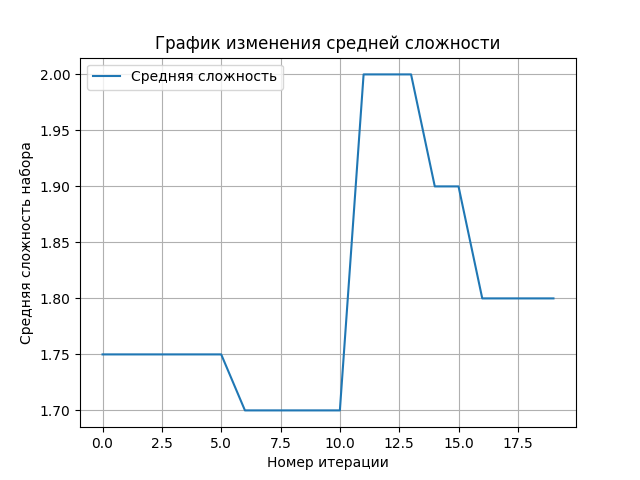 График изменения средней сложности
Средняя сложность
2.00
1.95
1.90
1.85
1.80
1.75
1.70
Средняя сложность набора
0.0 2.5 5.0 7.5 10.0 12.5 15.0 17.5
Номер итерации